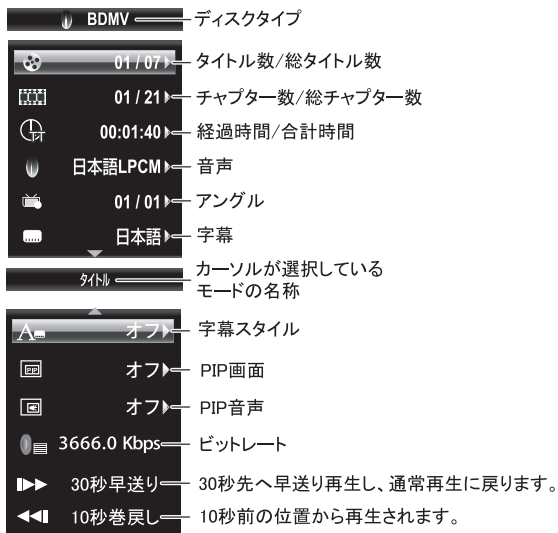 BDMV ディスクタイプ
01 / 07 タイトル数/総タイトル数
01 / 21 チャプター数/総チャプター数
00:01:40 経過時間/合計時間
日本語LPCM 音声
01 / 01 アングル
日本語 字幕
タイトル カーソルが選択している
モードの名称
A オフ 字幕スタイル
PIP オフ PIP画面
オフ PIP音声
3666.0 Kbps ビットレート
30秒早送り 30秒先へ早送り再生し、通常再生に戻ります。
10秒巻戻し 10秒前の位置から再生されます。